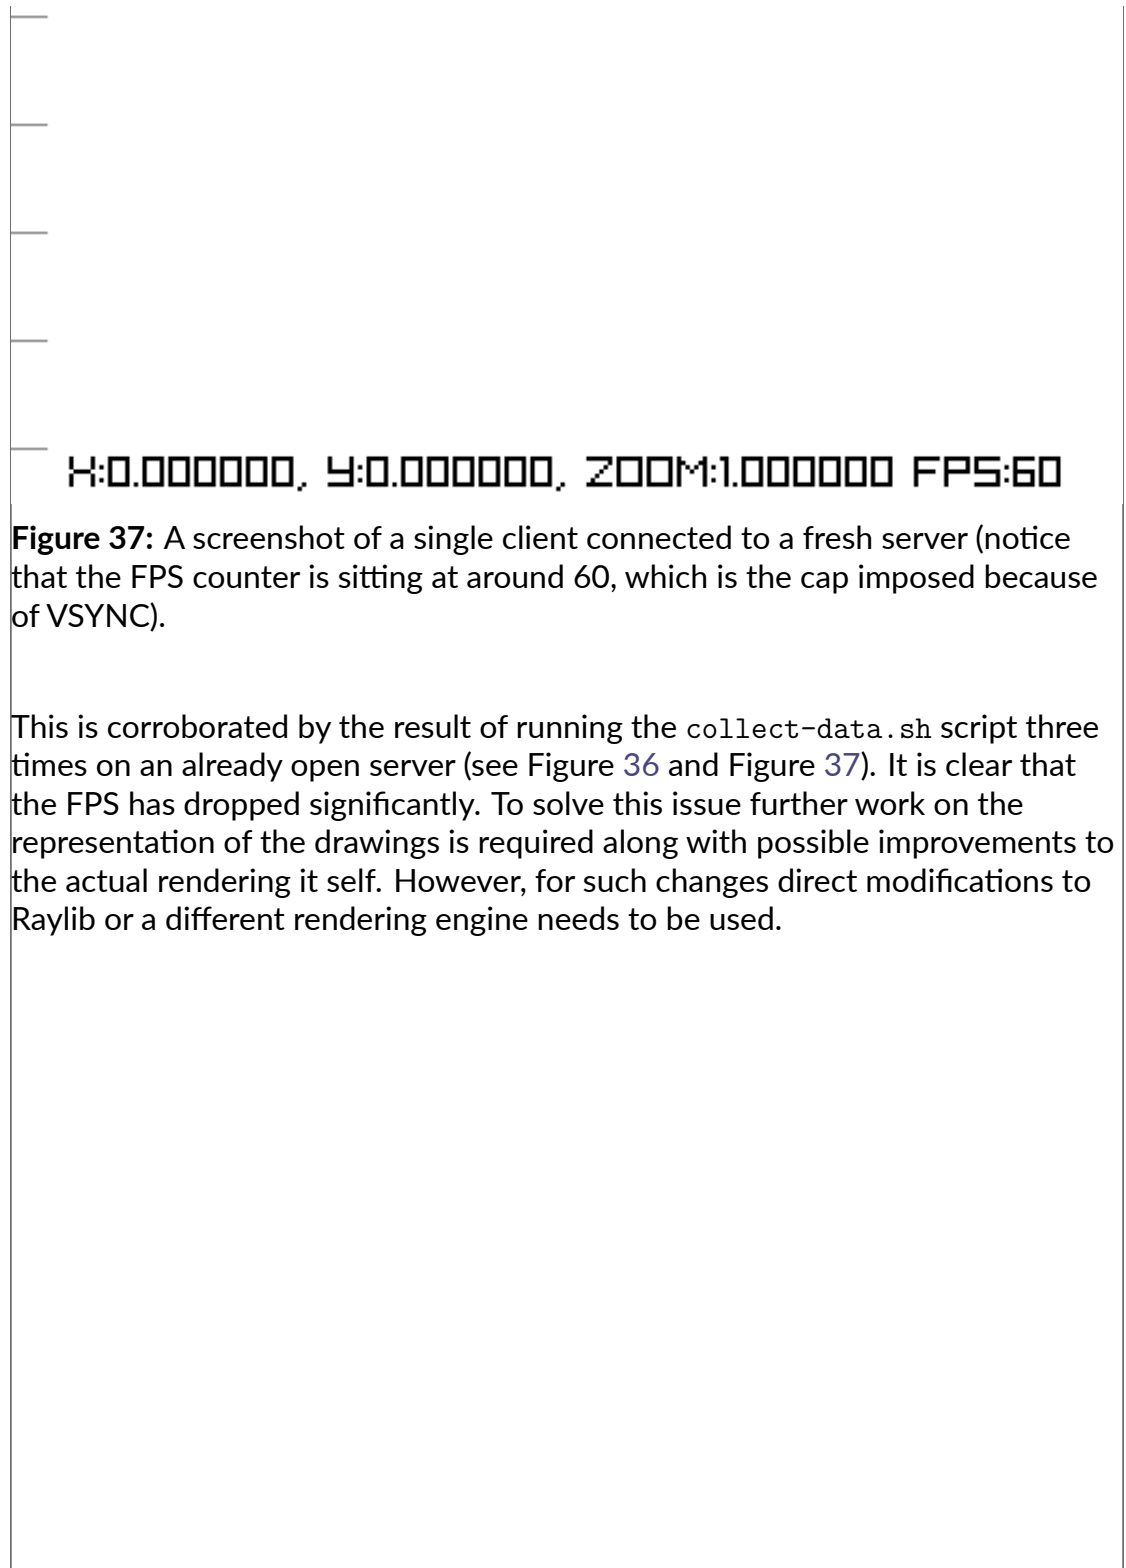 X:0.000000, Y:0.000000, ZOOM:1.000000 FPS:60
Figure 37: A screenshot of a single client connected to a fresh server (notice
that the FPS counter is sitting at around 60, which is the cap imposed because
of VSYNC).
This is corroborated by the result of running the collect-data.sh script three
times on an already open server (see Figure 36 and Figure 37). It is clear that
the FPS has dropped significantly. To solve this issue further work on the
representation of the drawings is required along with possible improvements to
the actual rendering it self. However, for such changes direct modifications to
Raylib or a different rendering engine needs to be used.